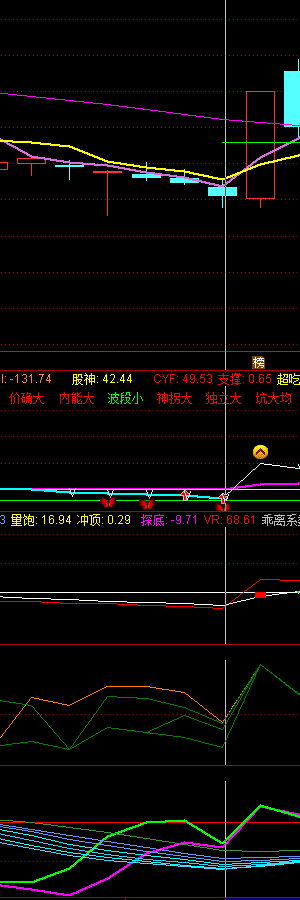 榜
I: -131.74 股神: 42.44 CYF: 49.53 支撑: 0.65 超吃
价确大 内能大 波段小 神拐大 独立大 坑大均
3 量饱: 16.94 冲顶: 0.29 探底: -9.71 VR: 68.61 乖离系数